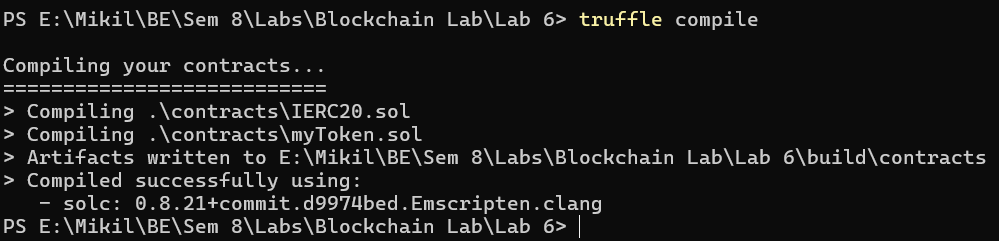 PS E:\Mikil\BE\Sem 8\Labs\Blockchain Lab\Lab 6> truffle compile
Compiling your contracts...
===========================
> Compiling .\contracts\IERC20.sol
> Compiling .\contracts\myToken.sol
> Artifacts written to E:\Mikil\BE\Sem 8\Labs\Blockchain Lab\Lab 6\build\contracts
> Compiled successfully using:
   - solc: 0.8.21+commit.d9974bed.Emscripten.clang
PS E:\Mikil\BE\Sem 8\Labs\Blockchain Lab\Lab 6>